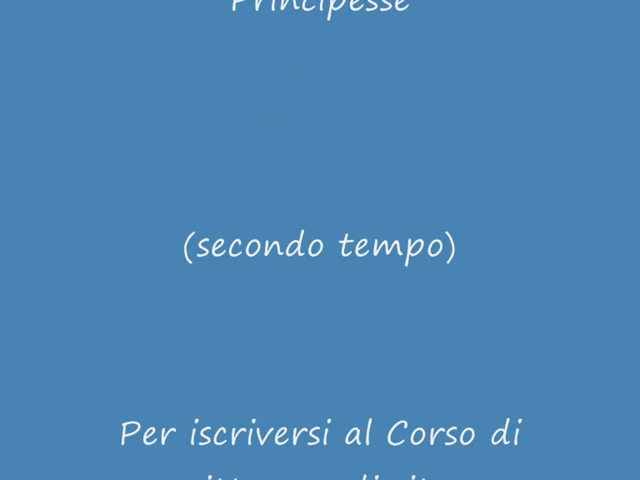 Principesse
(secondo tempo)
Per iscriversi al Corso di